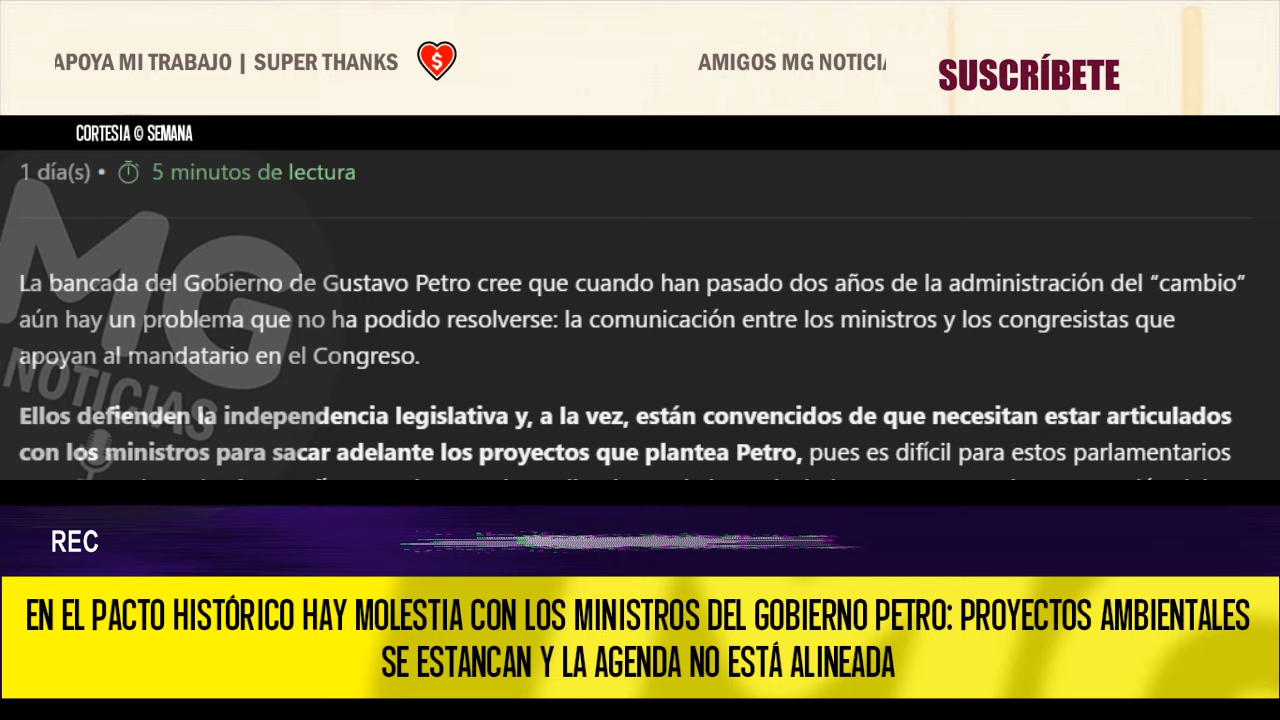 APOYA MI TRABAJO | SUPER THANKS
$
AMIGOS MG
SUSCRÍBETE
CORTESIA © SEMANA
1 día(s) • 5 minutos de lectura
La bancada del Gobierno de Gustavo Petro cree que cuando han pasado dos años de la administración del “cambio”
aún hay un problema que no ha podido resolverse: la comunicación entre los ministros y los congresistas que
apoyan al mandatario en el Congreso.
Ellos defienden la independencia legislativa y, a la vez, están convencidos de que necesitan estar articulados
con los ministros para sacar adelante los proyectos que plantea Petro, pues es difícil para estos parlamentarios
MG
NOTICIAS
REC
EN EL PACTO HISTÓRICO HAY MOLESTIA CON LOS MINISTROS DEL GOBIERNO PETRO: PROYECTOS AMBIENTALES
SE ESTANCAN Y LA AGENDA NO ESTÁ ALINEADA